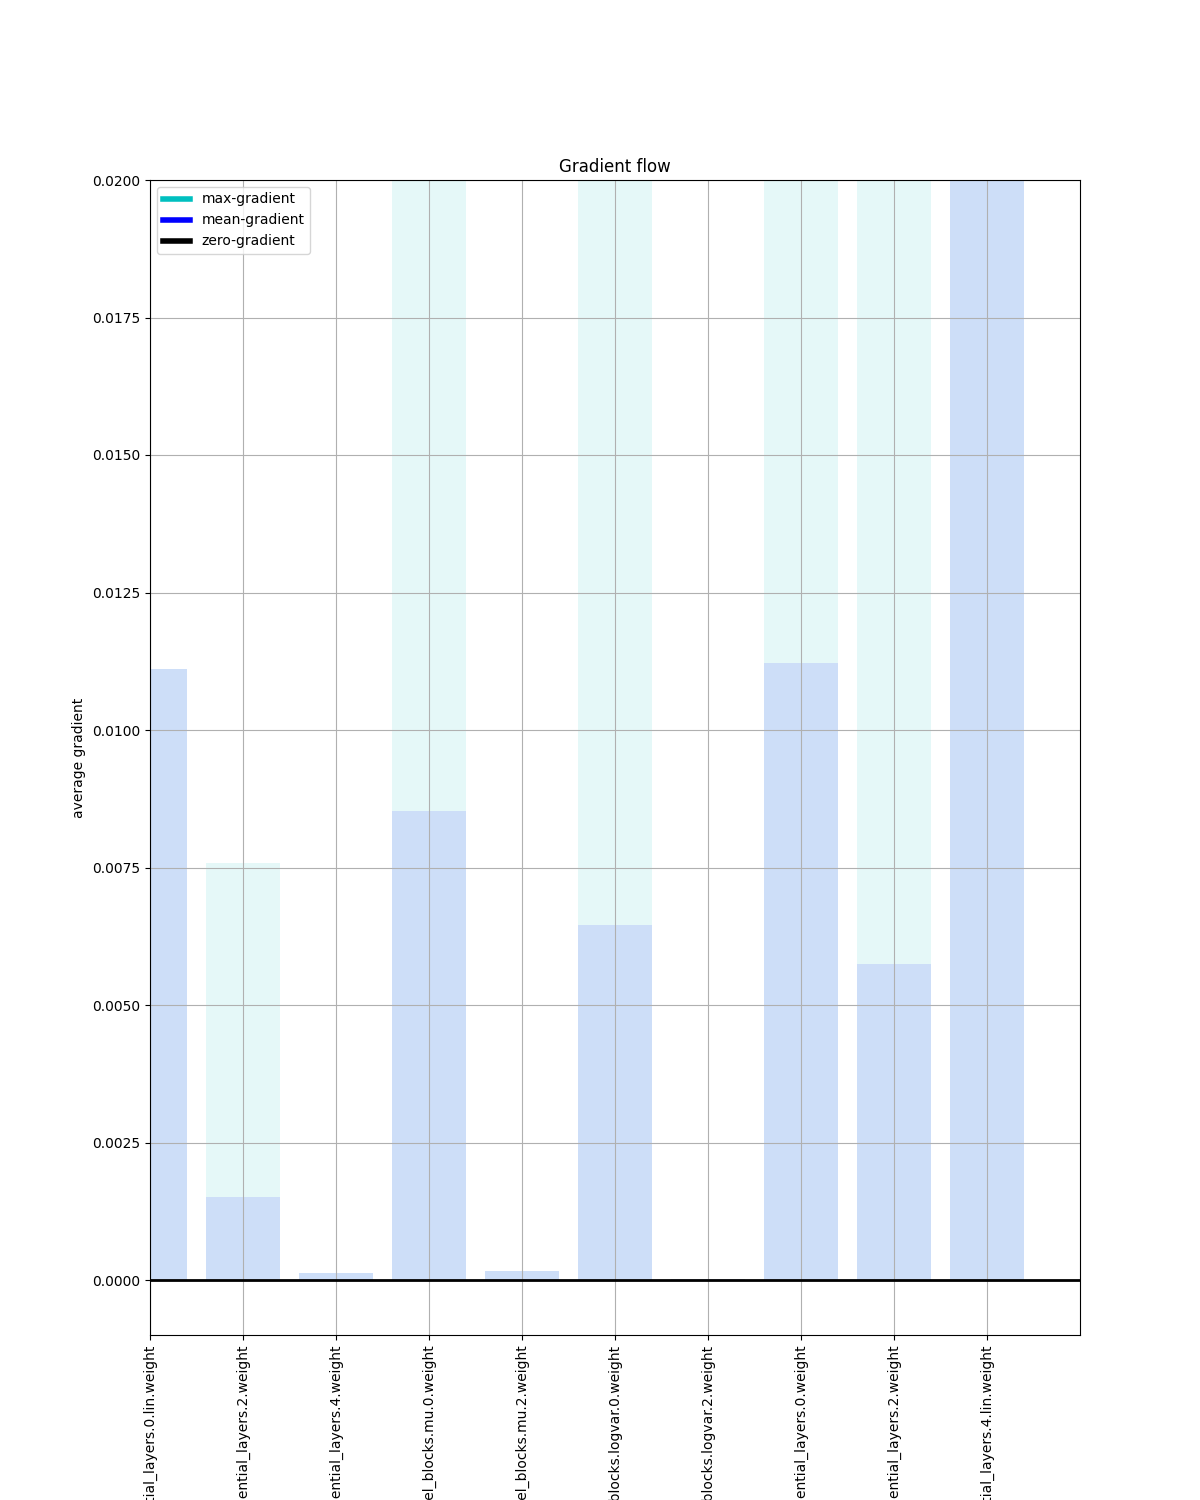 Gradient flow
max-gradient
mean-gradient
zero-gradient
0.0200
0.0175
0.0150
0.0125
0.0100
0.0075
0.0050
0.0025
0.0000
average gradient
tial_layers.0.lin.weight
ential_layers.2.weight
ential_layers.4.weight
el_blocks.mu.0.weight
el_blocks.mu.2.weight
blocks.logvar.0.weight
blocks.logvar.2.weight
ential_layers.0.weight
ential_layers.2.weight
tial_layers.4.lin.weight